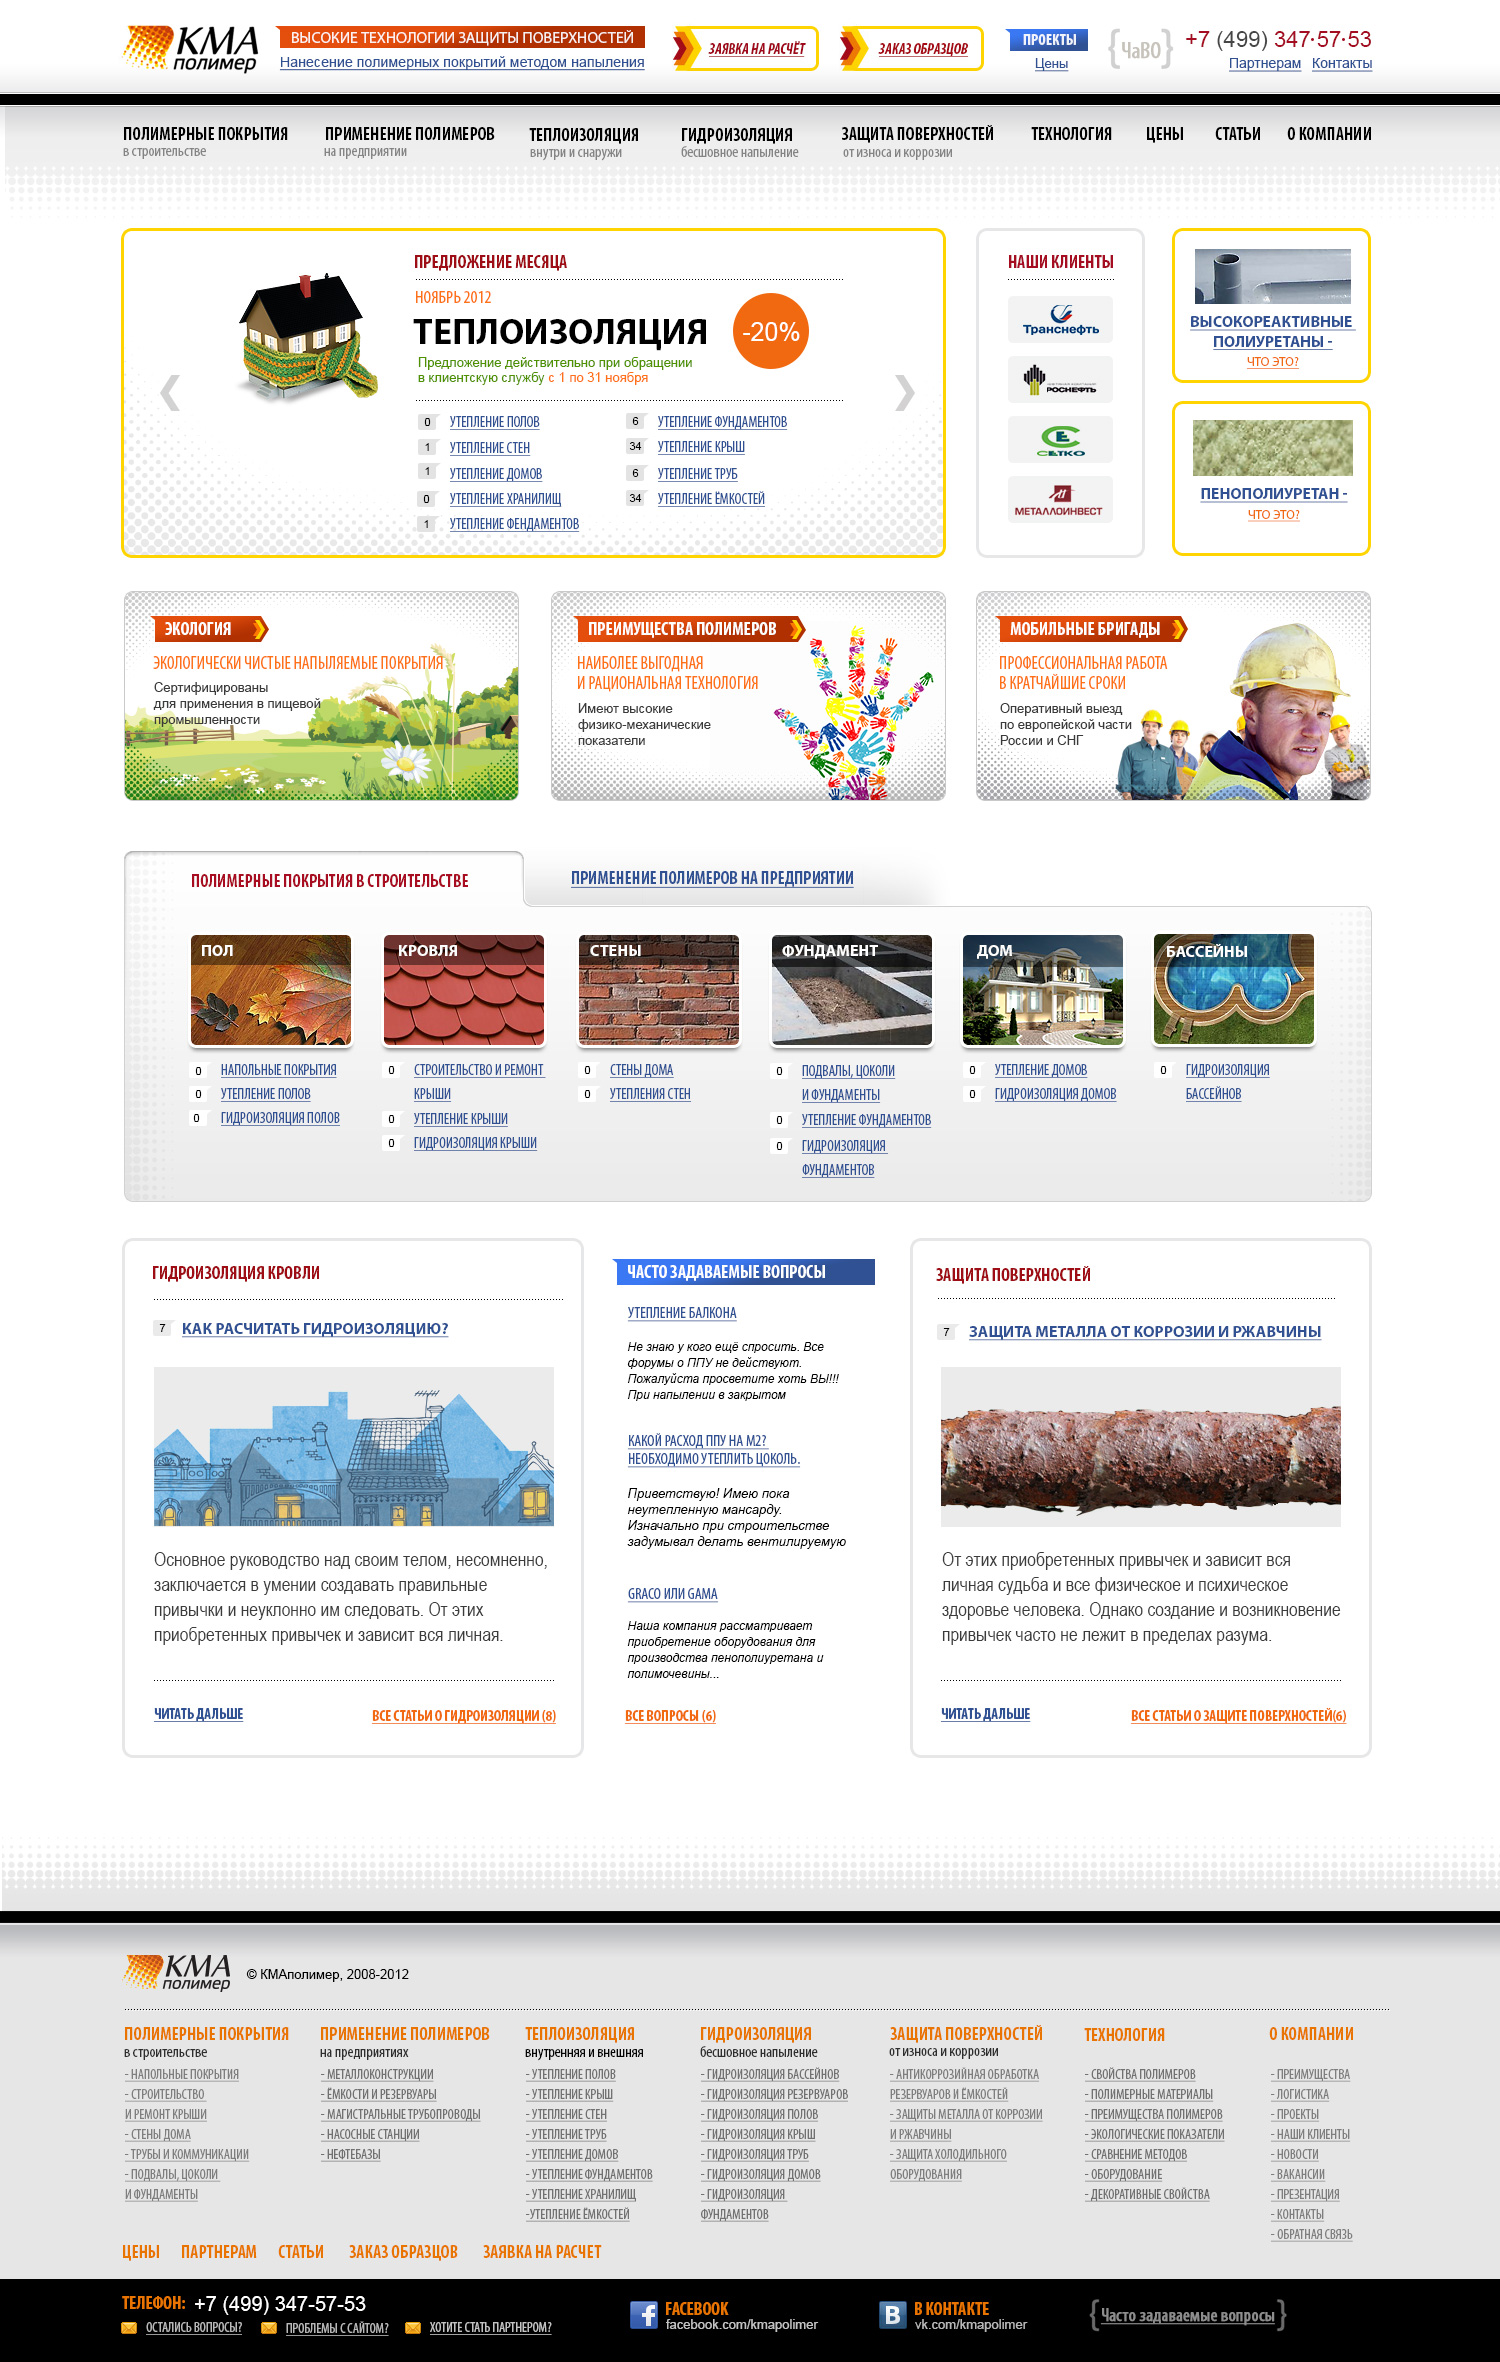 КМА
полимер
ВЫСОКИЕ ТЕХНОЛОГИИ ЗАЩИТЫ ПОВЕРХНОСТЕЙ
Нанесение полимерных покрытий методом напыления
ЗАЯВКА НА РАСЧЁТ
ЗАКАЗ ОБРАЗЦОВ
ПРОЕКТЫ
Цены
{ЧаВО}
+7 (499) 347·57·53
Партнерам Контакты
ПОЛИМЕРНЫЕ ПОКРЫТИЯ
в строительстве
ПРИМЕНЕНИЕ ПОЛИМЕРОВ
на предприятии
ТЕПЛОИЗОЛЯЦИЯ
внутри и снаружи
ГИДРОИЗОЛЯЦИЯ
бесшовное напыление
ЗАЩИТА ПОВЕРХНОСТЕЙ
от износа и коррозии
ТЕХНОЛОГИЯ
ЦЕНЫ
СТАТЬИ
О КОМПАНИИ
ПРЕДЛОЖЕНИЕ МЕСЯЦА
НОЯБРЬ 2012
ТЕПЛОИЗОЛЯЦИЯ
-20%
Предложение действительно при обращении
в клиентскую службу с 1 по 31 ноября
0 УТЕПЛЕНИЕ ПОЛОВ
1 УТЕПЛЕНИЕ СТЕН
1 УТЕПЛЕНИЕ ДОМОВ
0 УТЕПЛЕНИЕ ХРАНИЛИЩ
1 УТЕПЛЕНИЕ ФЕНДАМЕНТОВ
6 УТЕПЛЕНИЕ ФУНДАМЕНТОВ
34 УТЕПЛЕНИЕ КРЫШ
6 УТЕПЛЕНИЕ ТРУБ
34 УТЕПЛЕНИЕ ЁМКОСТЕЙ
НАШИ КЛИЕНТЫ
Транснефть
РОСНЕФТЬ
СЕТКО
МЕТАЛЛОИНВЕСТ
ВЫСОКОРЕАКТИВНЫЕ
ПОЛИУРЕТАНЫ -
ЧТО ЭТО?
ПЕНОПОЛИУРЕТАН -
ЧТО ЭТО?
ЭКОЛОГИЯ
ЭКОЛОГИЧЕСКИ ЧИСТЫЕ НАПЫЛЯЕМЫЕ ПОКРЫТИЯ
Сертифицированы
для применения в пищевой
промышленности
ПРЕИМУЩЕСТВА ПОЛИМЕРОВ
НАИБОЛЕЕ ВЫГОДНАЯ
И РАЦИОНАЛЬНАЯ ТЕХНОЛОГИЯ
Имеют высокие
физико-механические
показатели
МОБИЛЬНЫЕ БРИГАДЫ
ПРОФЕССИОНАЛЬНАЯ РАБОТА
В КРАТЧАЙШИЕ СРОКИ
Оперативный выезд
по европейской части
России и СНГ
ПОЛИМЕРНЫЕ ПОКРЫТИЯ В СТРОИТЕЛЬСТВЕ
ПРИМЕНЕНИЕ ПОЛИМЕРОВ НА ПРЕДПРИЯТИИ
ПОЛ
0 НАПОЛЬНЫЕ ПОКРЫТИЯ
0 УТЕПЛЕНИЕ ПОЛОВ
0 ГИДРОИЗОЛЯЦИЯ ПОЛОВ
КРОВЛЯ
0 СТРОИТЕЛЬСТВО И РЕМОНТ
КРЫШИ
0 УТЕПЛЕНИЕ КРЫШИ
0 ГИДРОИЗОЛЯЦИЯ КРЫШИ
СТЕНЫ
0 СТЕНЫ ДОМА
0 УТЕПЛЕНИЯ СТЕН
ФУНДАМЕНТ
0 ПОДВАЛЫ, ЦОКОЛИ
И ФУНДАМЕНТЫ
0 УТЕПЛЕНИЕ ФУНДАМЕНТОВ
0 ГИДРОИЗОЛЯЦИЯ
ФУНДАМЕНТОВ
ДОМ
0 УТЕПЛЕНИЕ ДОМОВ
0 ГИДРОИЗОЛЯЦИЯ ДОМОВ
БАССЕЙНЫ
0 ГИДРОИЗОЛЯЦИЯ
БАССЕЙНОВ
ГИДРОИЗОЛЯЦИЯ КРОВЛИ
7 КАК РАСЧИТАТЬ ГИДРОИЗОЛЯЦИЮ?
Основное руководство над своим телом, несомненно,
заключается в умении создавать правильные
привычки и неуклонно им следовать. От этих
приобретенных привычек и зависит вся личная.
ЧИТАТЬ ДАЛЬШЕ
ВСЕ СТАТЬИ О ГИДРОИЗОЛЯЦИИ (8)
ЧАСТО ЗАДАВАЕМЫЕ ВОПРОСЫ
УТЕПЛЕНИЕ БАЛКОНА
Не знаю у кого ещё спросить. Все
форумы о ППУ не действуют.
Пожалуйста просветите хоть ВЫ!!!
При напылении в закрытом
КАКОЙ РАСХОД ППУ НА М2?
НЕОБХОДИМО УТЕПЛИТЬ ЦОКОЛЬ.
Приветствую! Имею пока
неутепленную мансарду.
Изначально при строительстве
задумывал делать вентилируемую
GRACO ИЛИ GAMA
Наша компания рассматривает
приобретение оборудования для
производства пенополиуретана и
полимочевины...
ВСЕ ВОПРОСЫ (6)
ЗАЩИТА ПОВЕРХНОСТЕЙ
7 ЗАЩИТА МЕТАЛЛА ОТ КОРРОЗИИ И РЖАВЧИНЫ
От этих приобретенных привычек и зависит вся
личная судьба и все физическое и психическое
здоровье человека. Однако создание и возникновение
привычек часто не лежит в пределах разума.
ЧИТАТЬ ДАЛЬШЕ
ВСЕ СТАТЬИ О ЗАЩИТЕ ПОВЕРХНОСТЕЙ(6)
КМА
полимер
© КМАполимер, 2008-2012
ПОЛИМЕРНЫЕ ПОКРЫТИЯ
в строительстве
- НАПОЛЬНЫЕ ПОКРЫТИЯ
- СТРОИТЕЛЬСТВО
И РЕМОНТ КРЫШИ
- СТЕНЫ ДОМА
- ТРУБЫ И КОММУНИКАЦИИ
- ПОДВАЛЫ, ЦОКОЛИ
И ФУНДАМЕНТЫ
ПРИМЕНЕНИЕ ПОЛИМЕРОВ
на предприятиях
- МЕТАЛЛОКОНСТРУКЦИИ
- ЁМКОСТИ И РЕЗЕРВУАРЫ
- МАГИСТРАЛЬНЫЕ ТРУБОПРОВОДЫ
- НАСОСНЫЕ СТАНЦИИ
- НЕФТЕБАЗЫ
ТЕПЛОИЗОЛЯЦИЯ
внутренняя и внешняя
- УТЕПЛЕНИЕ ПОЛОВ
- УТЕПЛЕНИЕ КРЫШ
- УТЕПЛЕНИЕ СТЕН
- УТЕПЛЕНИЕ ТРУБ
- УТЕПЛЕНИЕ ДОМОВ
- УТЕПЛЕНИЕ ФУНДАМЕНТОВ
- УТЕПЛЕНИЕ ХРАНИЛИЩ
-УТЕПЛЕНИЕ ЁМКОСТЕЙ
ГИДРОИЗОЛЯЦИЯ
бесшовное напыление
- ГИДРОИЗОЛЯЦИЯ БАССЕЙНОВ
- ГИДРОИЗОЛЯЦИЯ РЕЗЕРВУАРОВ
- ГИДРОИЗОЛЯЦИЯ ПОЛОВ
- ГИДРОИЗОЛЯЦИЯ КРЫШ
- ГИДРОИЗОЛЯЦИЯ ТРУБ
- ГИДРОИЗОЛЯЦИЯ ДОМОВ
- ГИДРОИЗОЛЯЦИЯ
ФУНДАМЕНТОВ
ЗАЩИТА ПОВЕРХНОСТЕЙ
от износа и коррозии
- АНТИКОРРОЗИЙНАЯ ОБРАБОТКА
РЕЗЕРВУАРОВ И ЁМКОСТЕЙ
- ЗАЩИТЫ МЕТАЛЛА ОТ КОРРОЗИИ
И РЖАВЧИНЫ
- ЗАЩИТА ХОЛОДИЛЬНОГО
ОБОРУДОВАНИЯ
ТЕХНОЛОГИЯ
- СВОЙСТВА ПОЛИМЕРОВ
- ПОЛИМЕРНЫЕ МАТЕРИАЛЫ
- ПРЕИМУЩЕСТВА ПОЛИМЕРОВ
- ЭКОЛОГИЧЕСКИЕ ПОКАЗАТЕЛИ
- СРАВНЕНИЕ МЕТОДОВ
- ОБОРУДОВАНИЕ
- ДЕКОРАТИВНЫЕ СВОЙСТВА
О КОМПАНИИ
- ПРЕИМУЩЕСТВА
- ЛОГИСТИКА
- ПРОЕКТЫ
- НАШИ КЛИЕНТЫ
- НОВОСТИ
- ВАКАНСИИ
- ПРЕЗЕНТАЦИЯ
- КОНТАКТЫ
- ОБРАТНАЯ СВЯЗЬ
ЦЕНЫ ПАРТНЕРАМ СТАТЬИ ЗАКАЗ ОБРАЗЦОВ ЗАЯВКА НА РАСЧЕТ
ТЕЛЕФОН: +7 (499) 347-57-53
ОСТАЛИСЬ ВОПРОСЫ? ПРОБЛЕМЫ С САЙТОМ? ХОТИТЕ СТАТЬ ПАРТНЕРОМ?
FACEBOOK
facebook.com/kmapolimer
В КОНТАКТЕ
vk.com/kmapolimer
{Часто задаваемые вопросы}